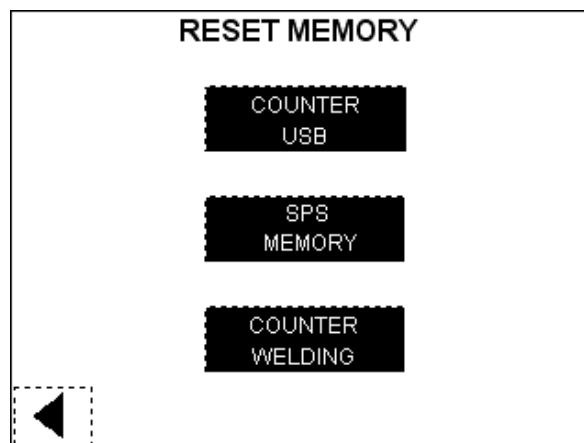 RESET MEMORY
COUNTER
USB
SPS
MEMORY
COUNTER
WELDING